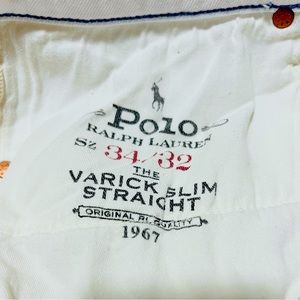 Polo
RALPH LAUREN
Sz 34/32
THE
VARICK SLIM
STRAIGHT
ORIGINAL RL QUALITY
1967